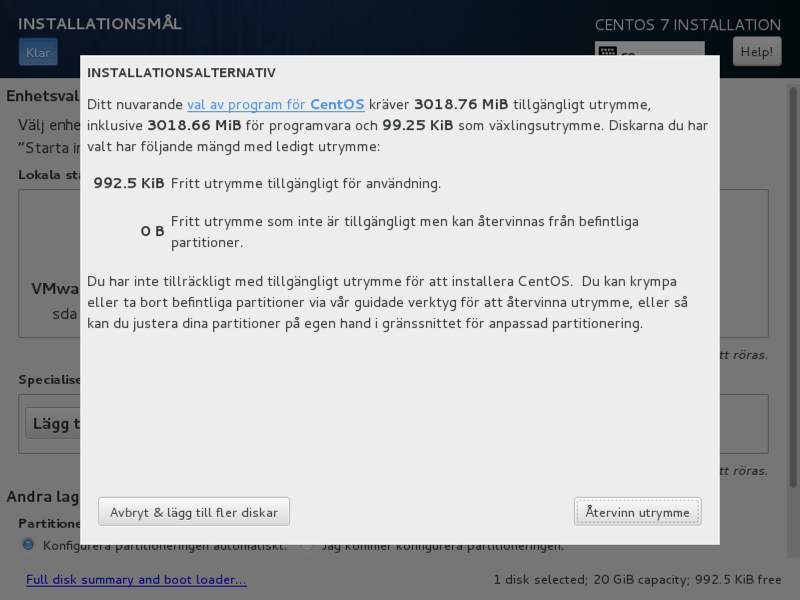 INSTALLATIONSMÅL
CENTOS 7 INSTALLATION
Klar
Help!
INSTALLATIONSALTERNATIV
Enhetsval
Ditt nuvarande val av program för CentOS kräver 3018.76 MiB tillgängligt utrymme,
inklusive 3018.66 MiB för programvara och 99.25 KiB som växlingsutrymme. Diskarna du har
valt har följande mängd med ledigt utrymme:
Välj enhe
"Starta in
Lokala sta
992.5 KiB Fritt utrymme tillgängligt för användning.
0 B Fritt utrymme som inte är tillgängligt men kan återvinnas från befintliga
partitioner.
Du har inte tillräckligt med tillgängligt utrymme för att installera CentOS. Du kan krympa
eller ta bort befintliga partitioner via vår guidade verktyg för att återvinna utrymme, eller så
kan du justera dina partitioner på egen hand i gränssnittet för anpassad partitionering.
VMwa
sda
tt röras.
Specialise
Lägg t
tt röras.
Andra lag
Avbryt & lägg till fler diskar
Återvinn utrymme
Partitione
Konfigurera partitioneringen automatiskt.
Jag kommer konfigurera partitioneringen.
Full disk summary and boot loader...
1 disk selected; 20 GiB capacity; 992.5 KiB free